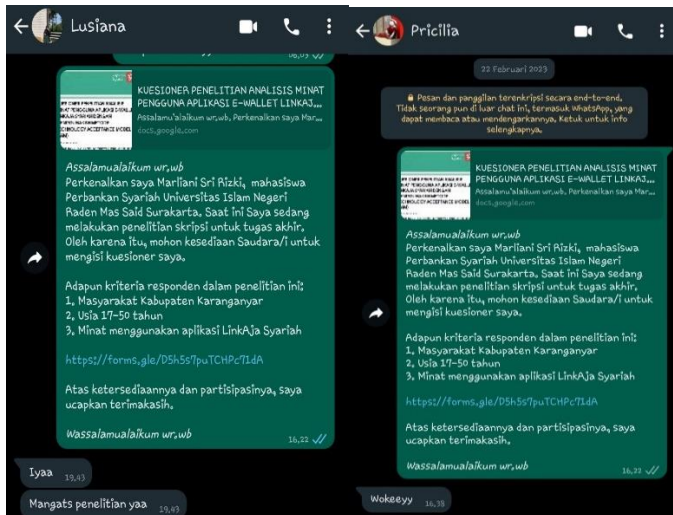 Lusiana
KUESIONER PENELITIAN ANALISIS MINAT
PENGGUNA APLIKASI E-WALLET LINKAJ...
Assalamu'alaikum wr,wb, Perkenalkan saya Mar...
docs.google.com
Assalamualaikum wr,wb
Perkenalkan saya Marliani Sri Rizki, mahasiswa
Perbankan Syariah Universitas Islam Negeri
Raden Mas Said Surakarta. Saat ini Saya sedang
melakukan penelitian skripsi untuk tugas akhir.
Oleh karena itu, mohon kesediaan Saudara/i untuk
mengisi kuesioner saya.
Adapun kriteria responden dalam penelitian ini:
1. Masyarakat Kabupaten Karanganyar
2. Usia 17-50 tahun
3. Minat menggunakan aplikasi LinkAja Syariah
https://forms.gle/D5h5s7puTCHPc71dA
Atas ketersediaannya dan partisipasinya, saya
ucapkan terimakasih.
Wassalamualaikum wr,wb
16.22
Iyaa 19.43
Mangats penelitian yaa 19.43
Pricilia
22 Februari 2023
Pesan dan panggilan terenkripsi secara end-to-end.
Tidak seorang pun di luar chat ini, termasuk WhatsApp, yang
dapat membaca atau mendengarkannya. Ketuk untuk info
selengkapnya.
KUESIONER PENELITIAN ANALISIS MINAT
PENGGUNA APLIKASI E-WALLET LINKAJ...
Assalamu'alaikum wr,wb, Perkenalkan saya Mar...
docs.google.com
Assalamualaikum wr,wb
Perkenalkan saya Marliani Sri Rizki, mahasiswa
Perbankan Syariah Universitas Islam Negeri
Raden Mas Said Surakarta. Saat ini Saya sedang
melakukan penelitian skripsi untuk tugas akhir.
Oleh karena itu, mohon kesediaan Saudara/i untuk
mengisi kuesioner saya.
Adapun kriteria responden dalam penelitian ini:
1. Masyarakat Kabupaten Karanganyar
2. Usia 17-50 tahun
3. Minat menggunakan aplikasi LinkAja Syariah
https://forms.gle/D5h5s7puTCHPc71dA
Atas ketersediaannya dan partisipasinya, saya
ucapkan terimakasih.
Wassalamualaikum wr,wb
16.22
Wokeeyy 16.38